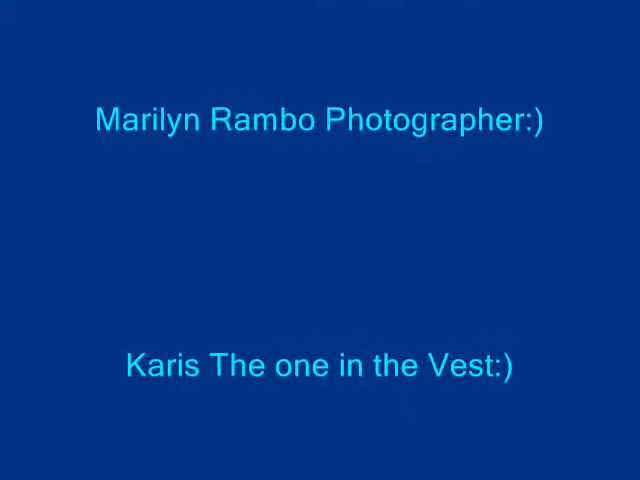 Marilyn Rambo Photographer:)
Karis The one in the Vest:)